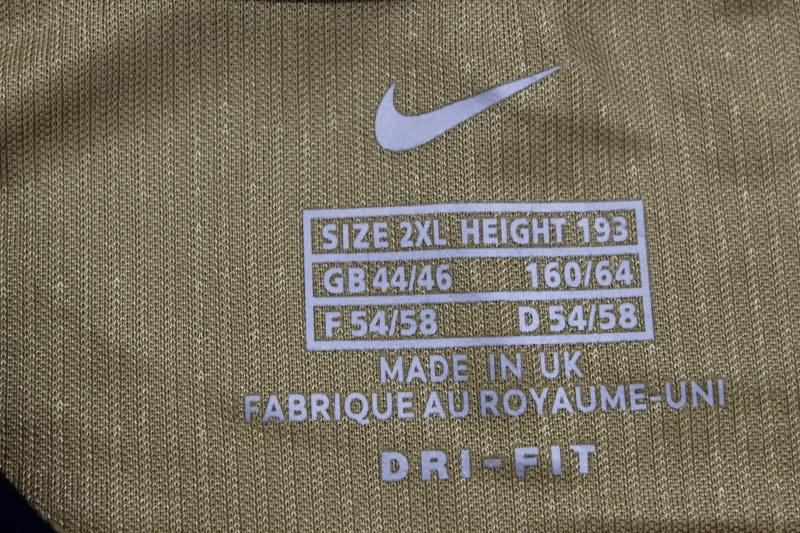 SIZE 2XL HEIGHT 193
GB 44/46 160/64
F 54/58 D 54/58
MADE IN UK
FABRIQUE AU ROYAUME-UNI
DRI-FIT